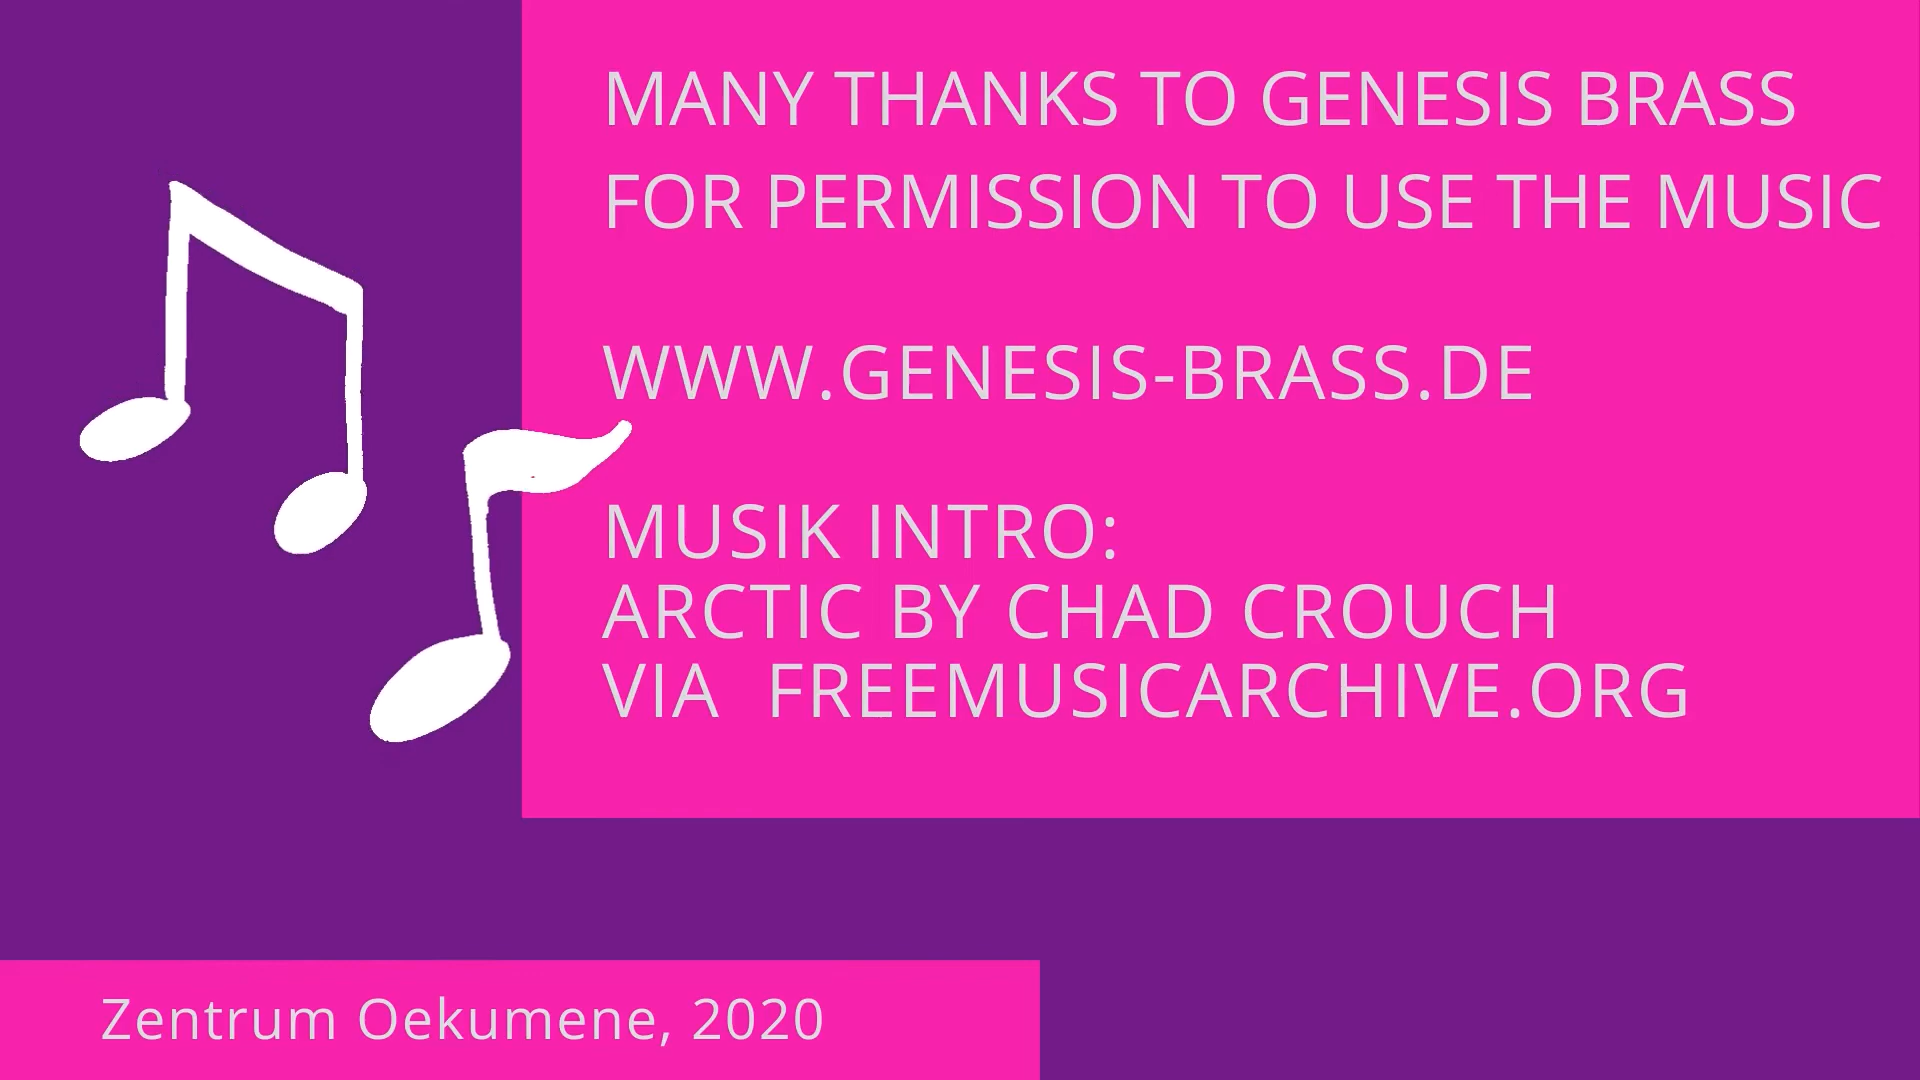 MANY THANKS TO GENESIS BRASS
FOR PERMISSION TO USE THE MUSIC
WWW.GENESIS-BRASS.DE
MUSIK INTRO:
ARCTIC BY CHAD CROUCH
VIA  FREEMUSICARCHIVE.ORG
Zentrum Oekumene, 2020